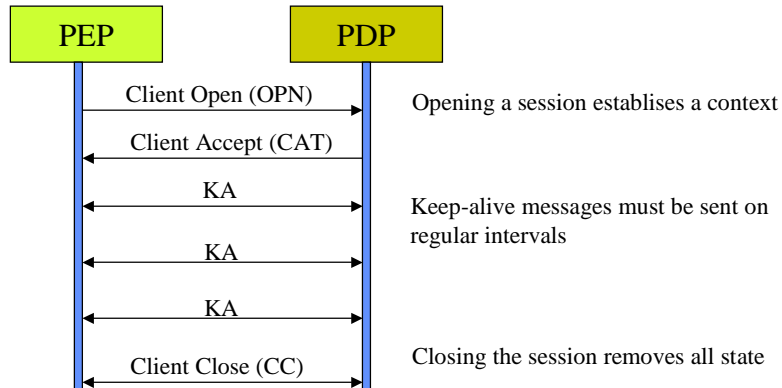 PEP
PDP
Client Open (OPN)
Opening a session establises a context
Client Accept (CAT)
KA
Keep-alive messages must be sent on
regular intervals
KA
KA
Client Close (CC)
Closing the session removes all state